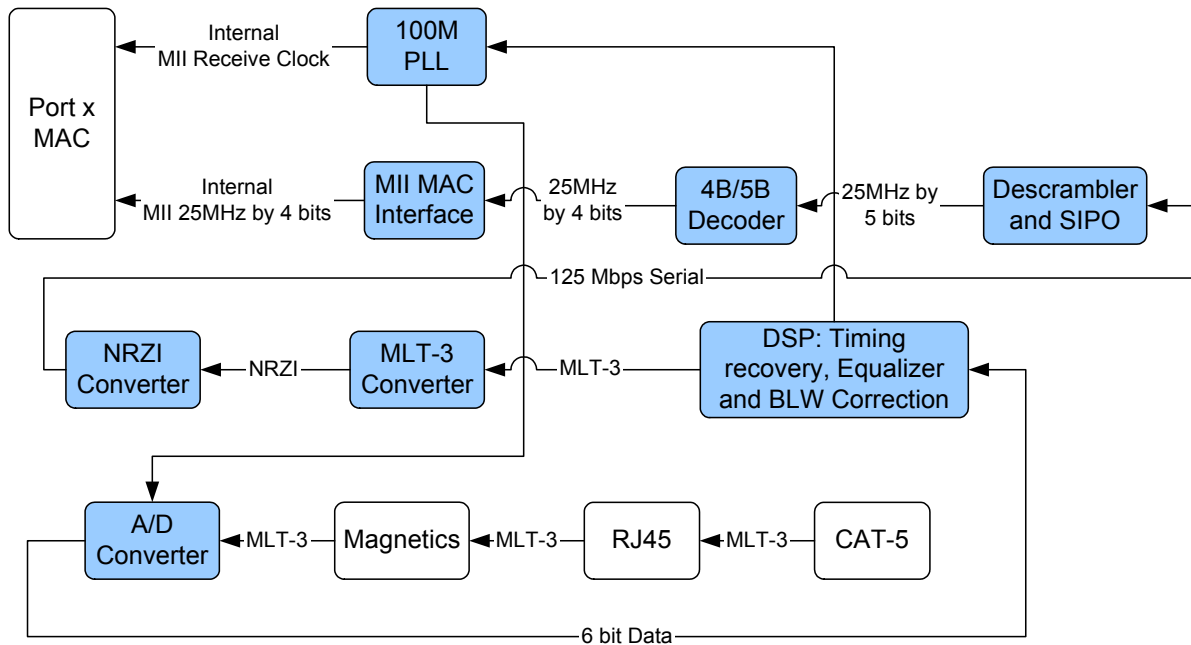 Internal
MII Receive Clock
100M
PLL
Port x
MAC
Internal
MII 25MHz by 4 bits
MII MAC
Interface
25MHz
by 4 bits
4B/5B
Decoder
25MHz by
5 bits
Descrambler
and SIPO
125 Mbps Serial
NRZI
Converter
NRZI
MLT-3
Converter
MLT-3
DSP: Timing
recovery, Equalizer
and BLW Correction
A/D
Converter
MLT-3
Magnetics
MLT-3
RJ45
MLT-3
CAT-5
6 bit Data